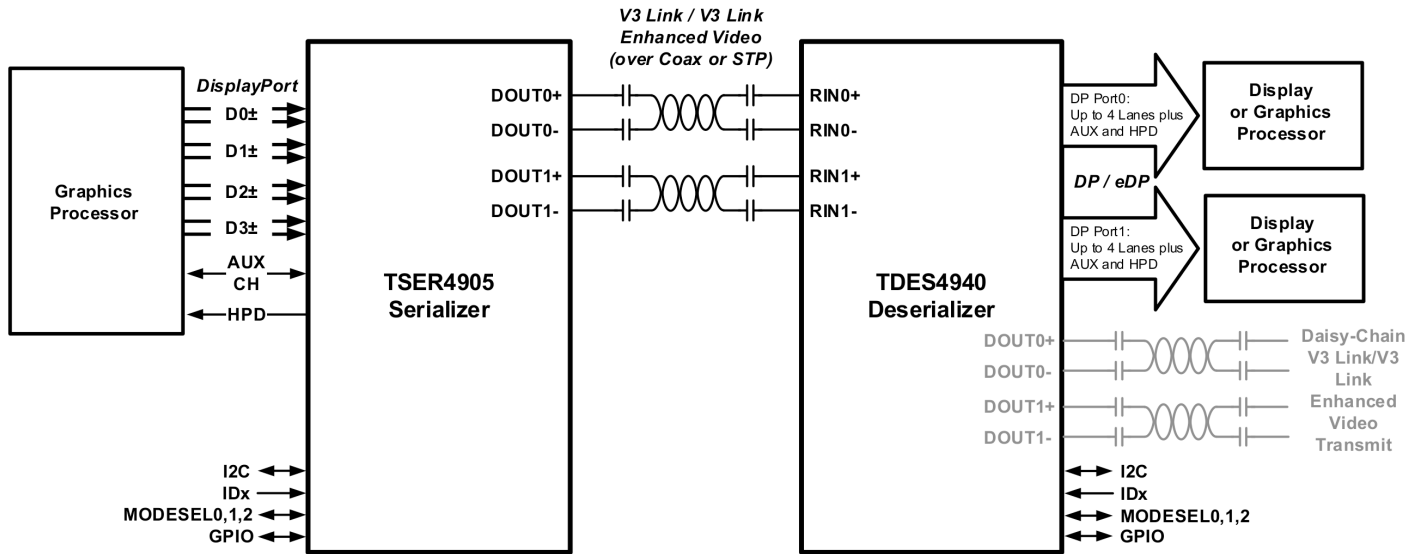 V3 Link / V3 Link
Enhanced Video
(over Coax or STP)
DisplayPort
D0±
D1±
D2±
D3±
AUX
CH
HPD
Graphics
Processor
TSER4905
Serializer
DOUT0+
DOUT0-
DOUT1+
DOUT1-
I2C
IDx
MODESEL0,1,2
GPIO
RIN0+
RIN0-
RIN1+
RIN1-
TDES4940
Deserializer
DP Port0:
Up to 4 Lanes plus
AUX and HPD
DP / eDP
DP Port1:
Up to 4 Lanes plus
AUX and HPD
Display
or Graphics
Processor
Display
or Graphics
Processor
DOUT0+
DOUT0-
DOUT1+
DOUT1-
Daisy-Chain
V3 Link/V3
Link
Enhanced
Video
Transmit
I2C
IDx
MODESEL0,1,2
GPIO